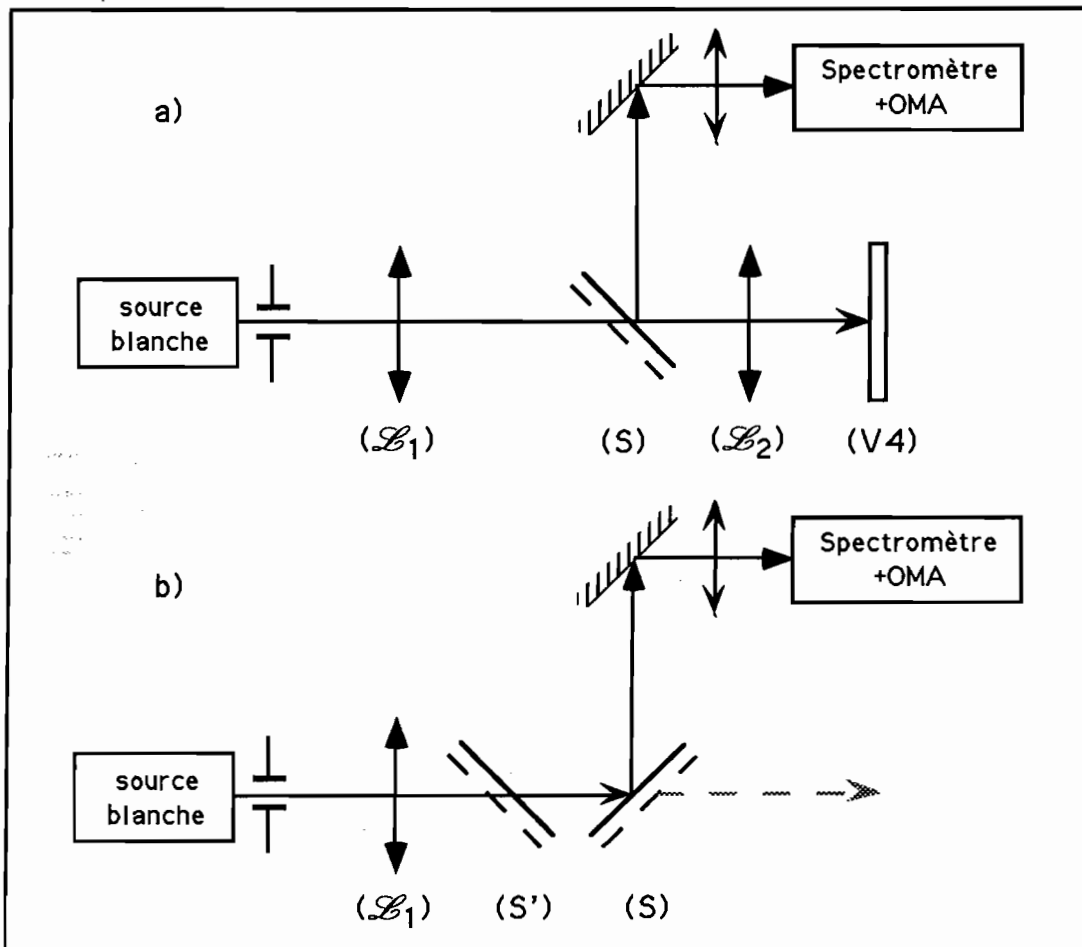 a)
Spectromètre
+OMA
source
blanche
(ℒ1)
(S)
(ℒ2)
(V4)
b)
Spectromètre
+OMA
source
blanche
(ℒ1)
(S')
(S)